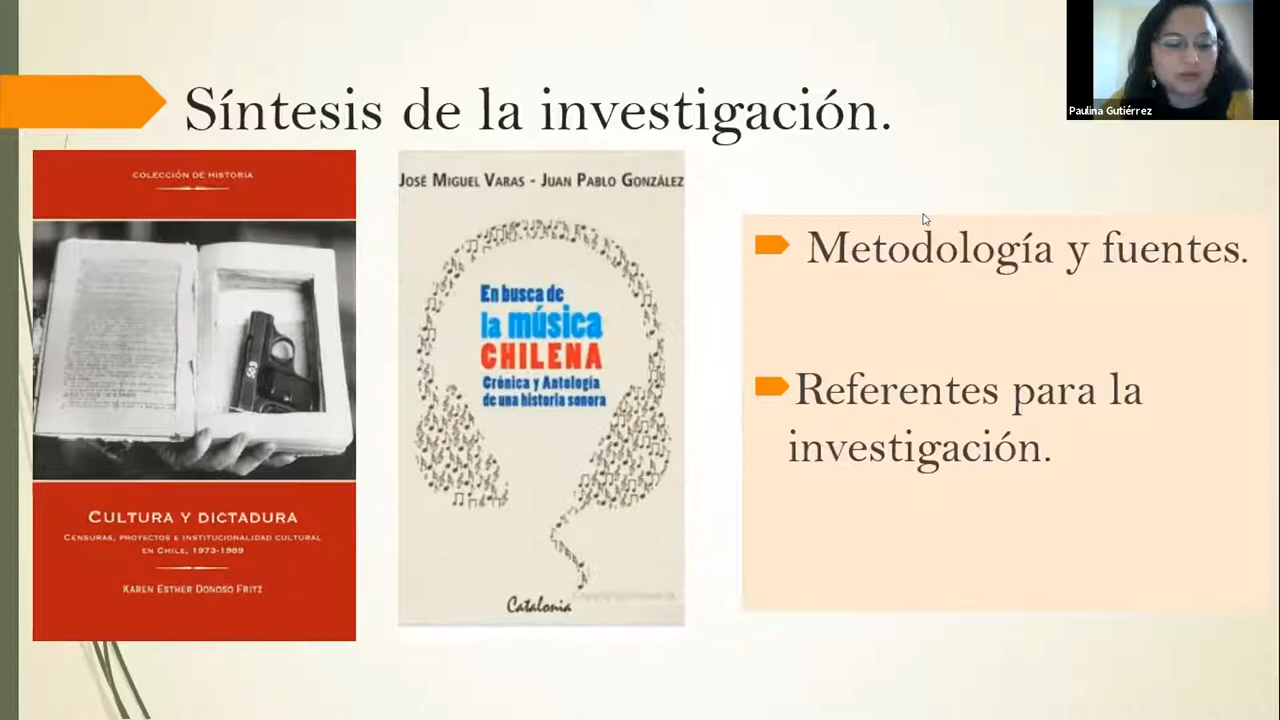 Síntesis de la investigación.
Paulina Gutiérrez
COLECCIÓN DE HISTORIA
CULTURA Y DICTADURA
CENSURAS, PROYECTOS E INSTITUCIONALIDAD CULTURAL
EN CHILE, 1973-1989
KAREN ESTHER DONOSO FRITZ
JOSÉ MIGUEL VARAS - JUAN PABLO GONZÁLEZ
En busca de
la música
CHILENA
Crónica y Antología
de una historia sonora
Catalonia
Metodología y fuentes.
Referentes para la
investigación.